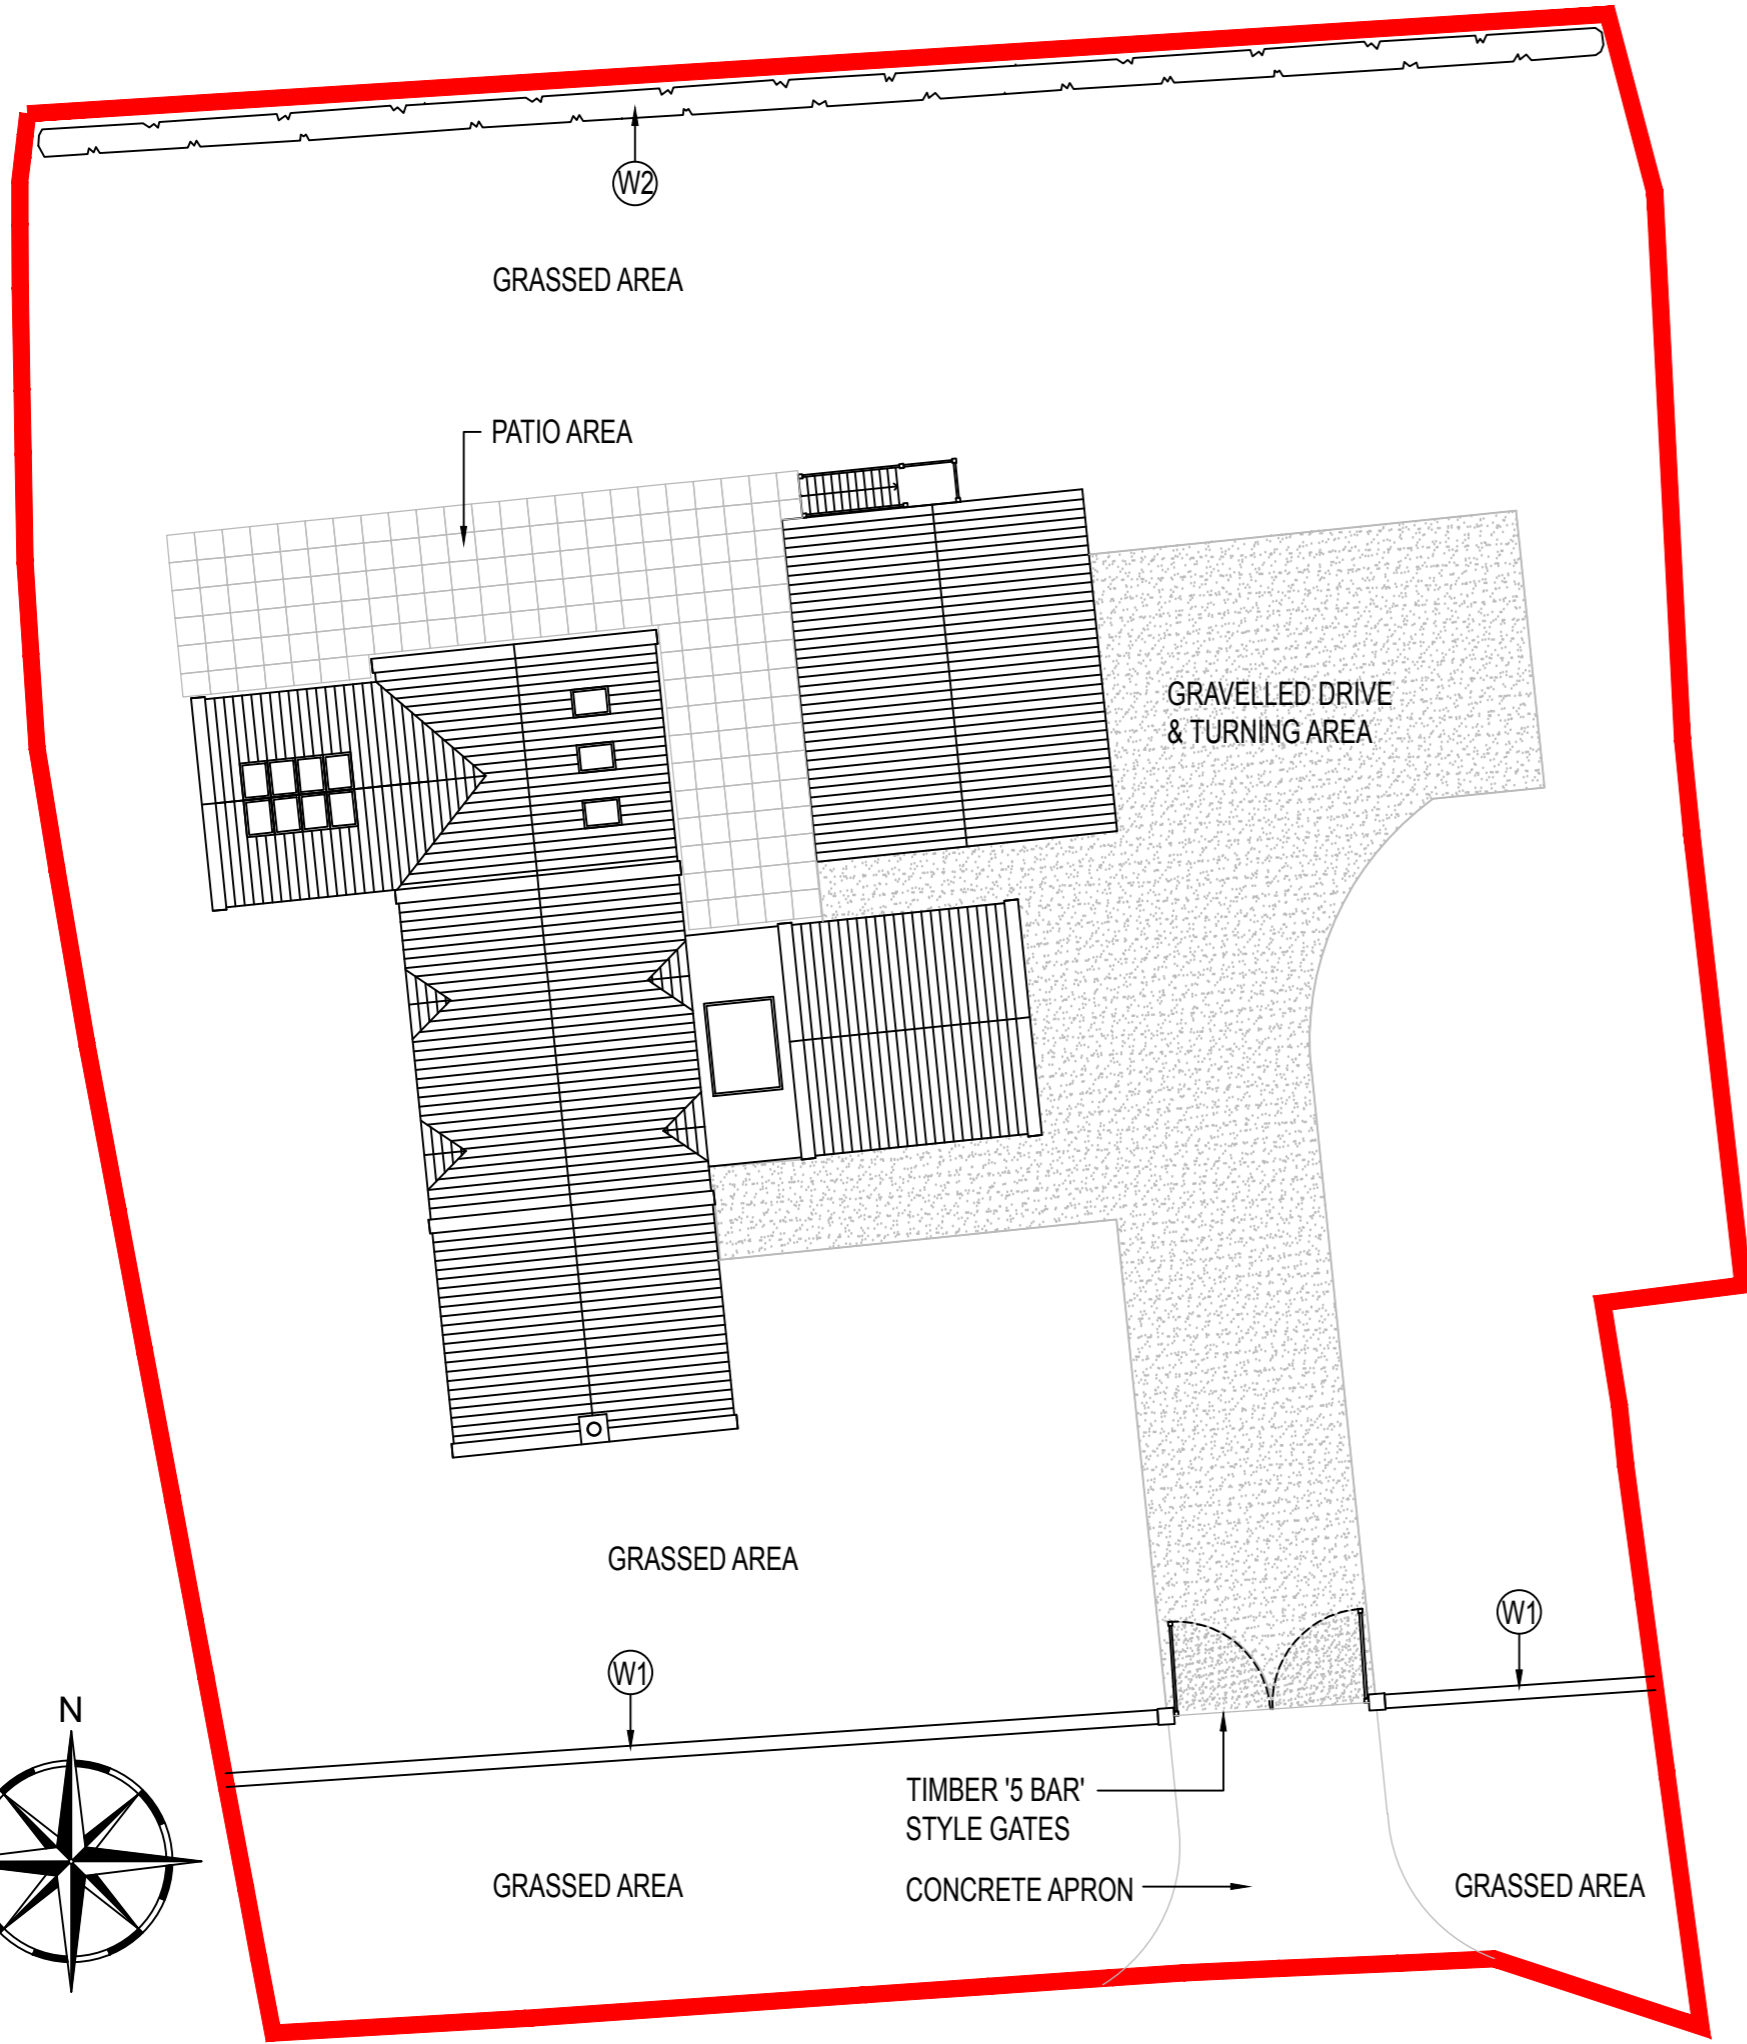 W2
GRASSED AREA
PATIO AREA
GRAVELLED DRIVE
& TURNING AREA
GRASSED AREA
W1
W1
N
TIMBER '5 BAR'
STYLE GATES
GRASSED AREA
CONCRETE APRON
GRASSED AREA